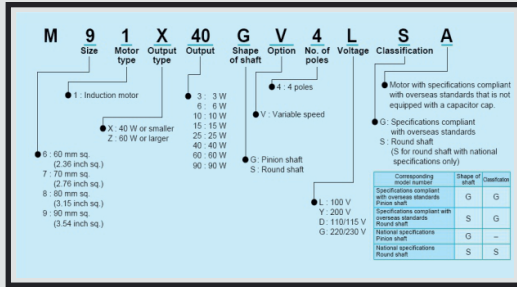 M 9 1 X 40 G V 4 L S A
Size Motor type Output type Output Shape of shaft Option No. of poles Voltage Classification
1 : Induction motor
X : 40 W or smaller
Z : 60 W or larger
6 : 60 mm sq.
(2.36 inch sq.)
7 : 70 mm sq.
(2.76 inch sq.)
8 : 80 mm sq.
(3.15 inch sq.)
9 : 90 mm sq.
(3.54 inch sq.)
3 : 3 W
6 : 6 W
10 : 10 W
15 : 15 W
25 : 25 W
40 : 40 W
60 : 60 W
90 : 90 W
G: Pinion shaft
S : Round shaft
V : Variable speed
4 : 4 poles
L : 100 V
Y : 200 V
D : 110/115 V
G : 220/230 V
Motor with specifications compliant
with overseas standards that is not
equipped with a capacitor cap.
G: Specifications compliant
with overseas standards
S : Round shaft
(S for round shaft with national
specifications only)
Corresponding model number Shape of shaft Classification
Specifications compliant
with overseas standards
Pinion shaft G G
Specifications compliant with
overseas standards
Round shaft S G
National specifications
Pinion shaft G –
National specifications
Round shaft S S